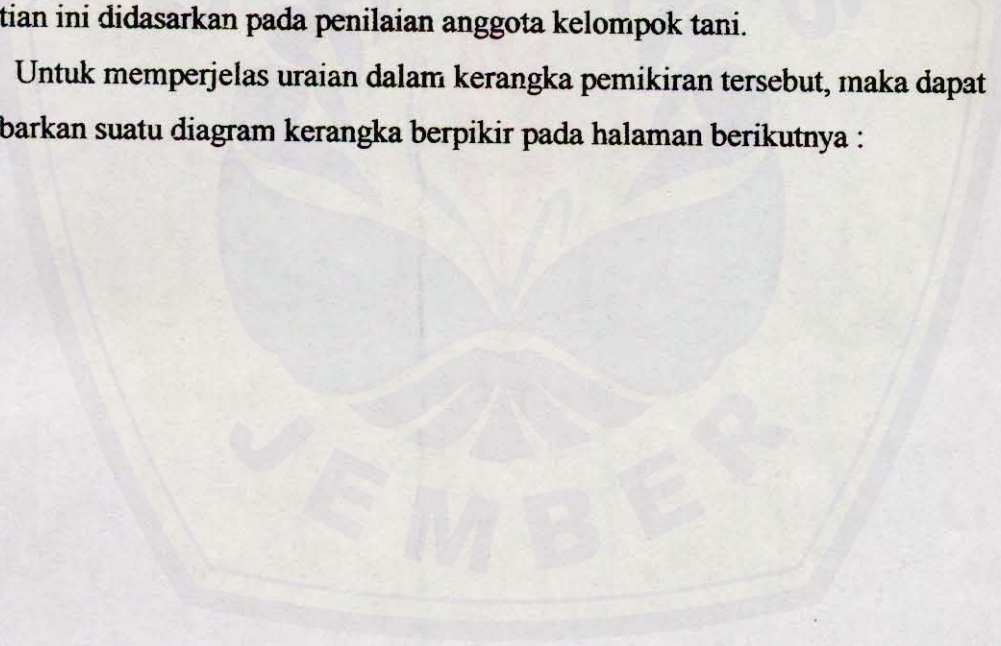 tian ini didasarkan pada penilaian anggota kelompok tani.
Untuk memperjelas uraian dalam kerangka pemikiran tersebut, maka dapat
barkan suatu diagram kerangka berpikir pada halaman berikutnya :
JEMBER